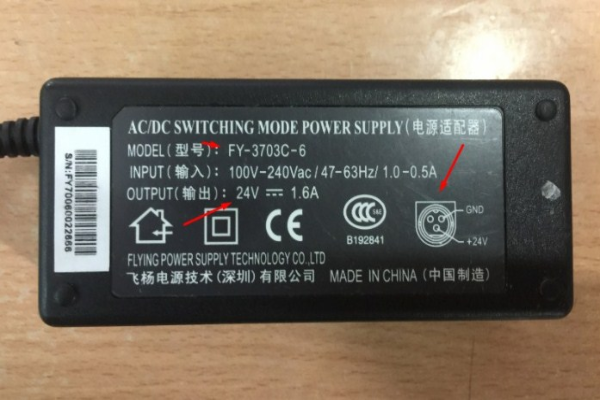 AC/DC SWITCHING MODE POWER SUPPLY(电源适配器)
MODEL(型号): FY-3703C-6
INPUT(输入): 100V-240Vac / 47-63Hz/ 1.0-0.5A
OUTPUT(输出): 24V ⎓ 1.6A
GND
+24V
CE
CCC
B192841
FLYING POWER SUPPLY TECHNOLOGY CO.,LTD
飞杨电源技术(深圳)有限公司 MADE IN CHINA (中国制造)
S/N:FY70060022666